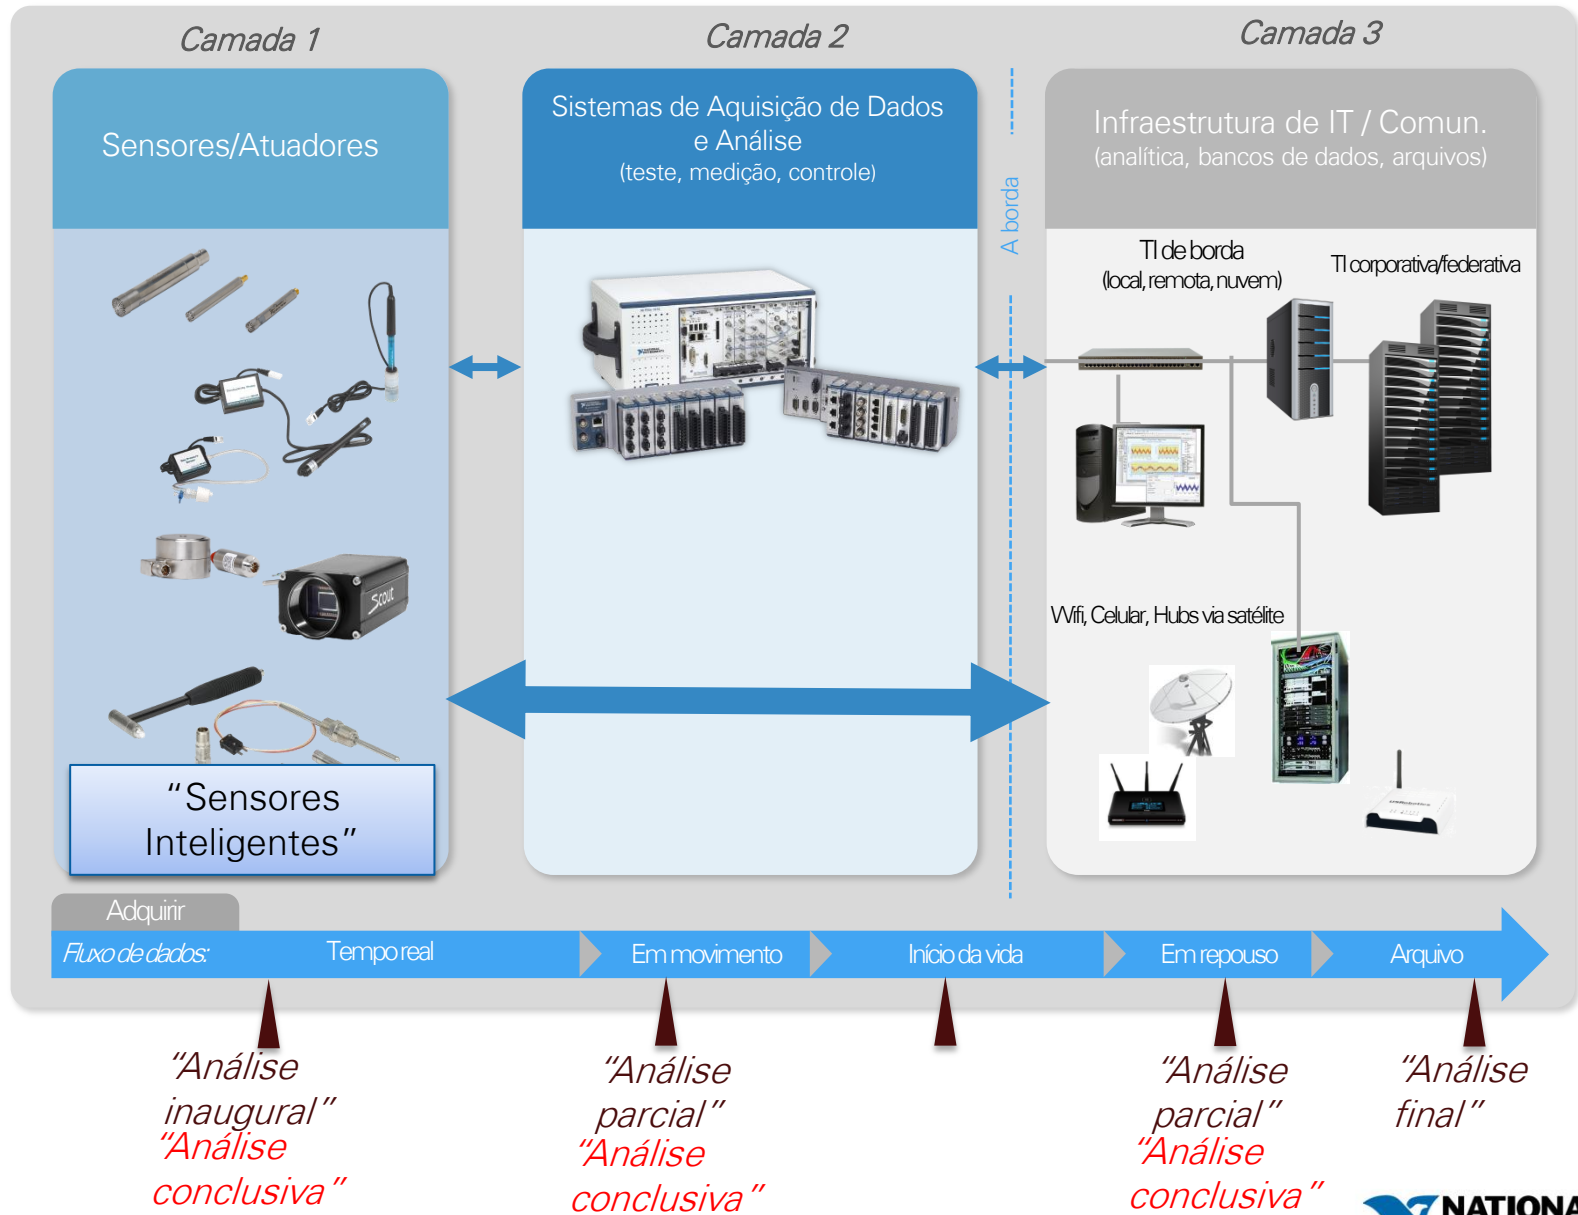 Camada 1
Camada 2
Camada 3
Sensores/Atuadores
Sistemas de Aquisição de Dados
e Análise
(teste, medição, controle)
A borda
Infraestrutura de IT / Comun.
(analítica, bancos de dados, arquivos)
TI de borda
(local, remota, nuvem)
TI corporativa/federativa
NATIONAL INSTRUMENTS
scout
Wifi, Celular, Hubs via satélite
“Sensores
Inteligentes”
Adquirir
Fluxo de dados:
Tempo real
Em movimento
Início da vida
Em repouso
Arquivo
“Análise
inaugural”
“Análise
conclusiva”
“Análise
parcial”
“Análise
conclusiva”
“Análise
parcial”
“Análise
conclusiva”
“Análise
final”
NATIONA